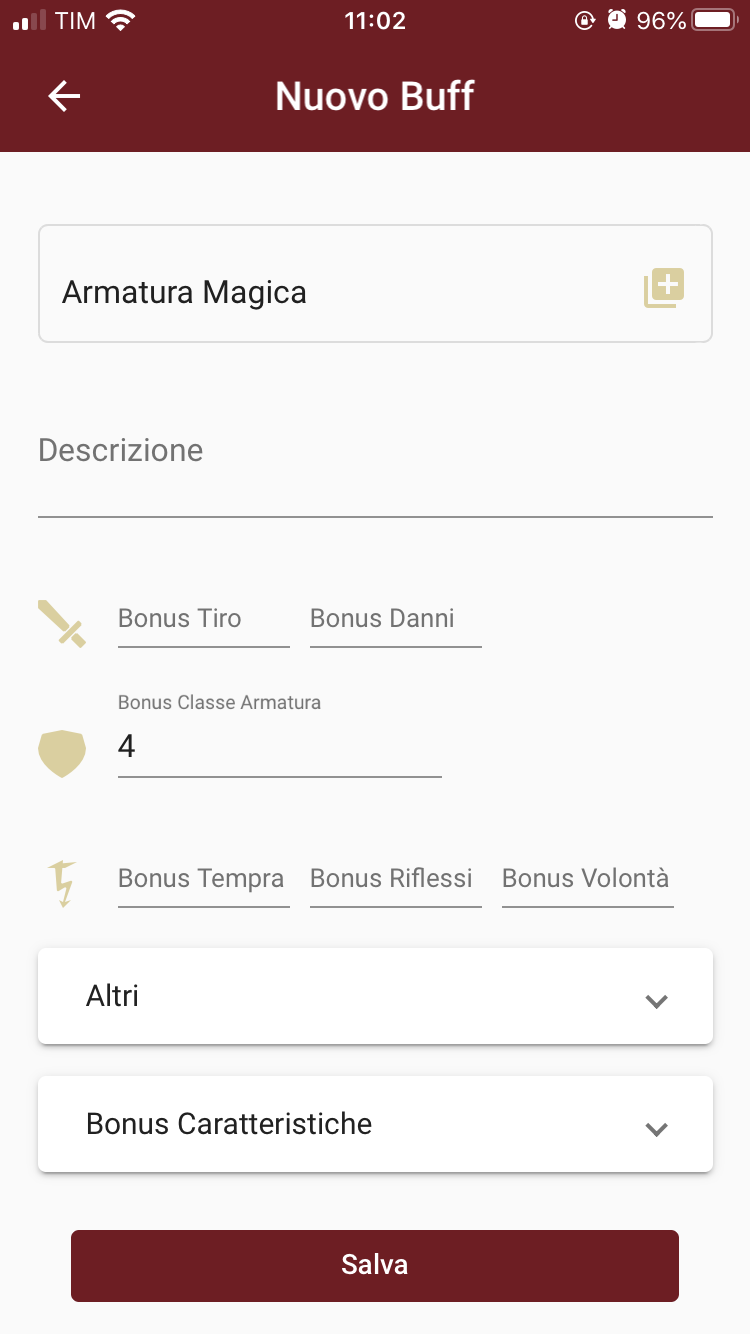 TIM 11:02 96%
Nuovo Buff
Armatura Magica
Descrizione
Bonus Tiro Bonus Danni
Bonus Classe Armatura
4
Bonus Tempra Bonus Riflessi Bonus Volontà
Altri
Bonus Caratteristiche
Salva